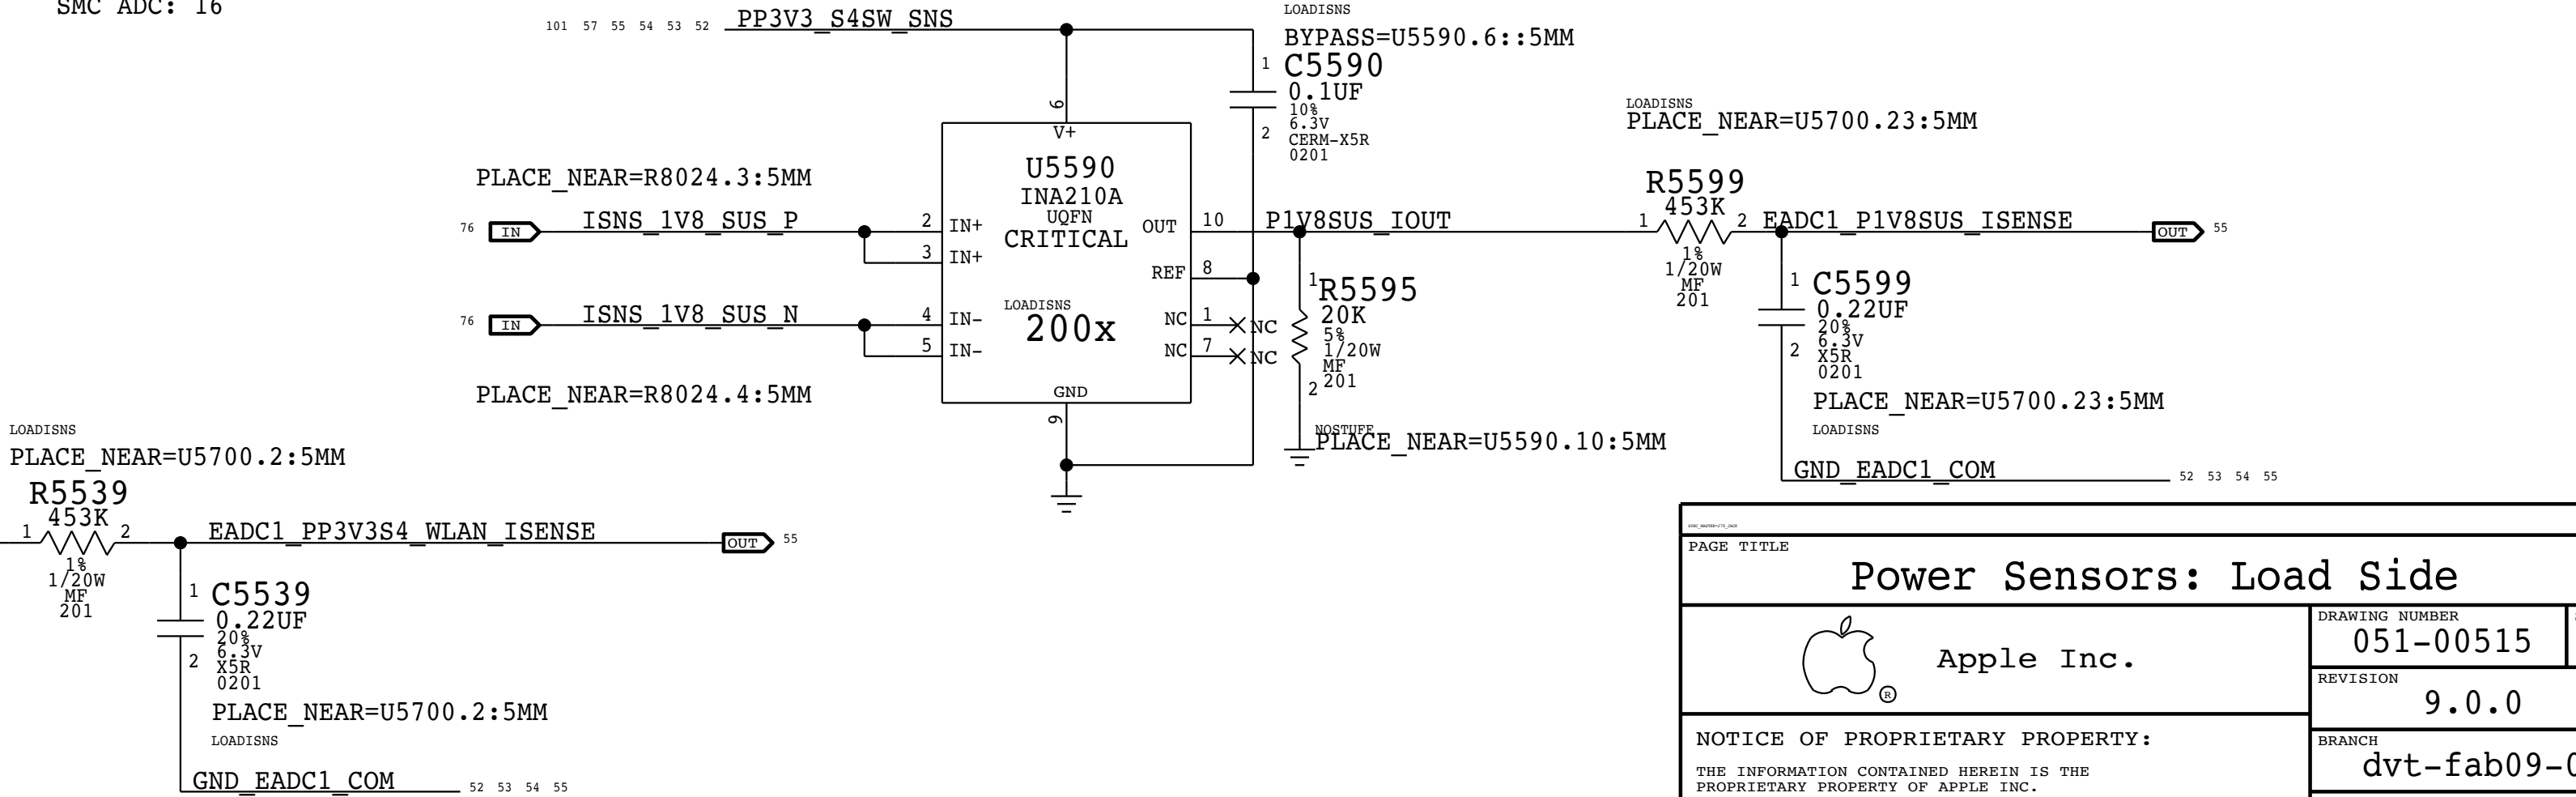 SMC ADC: 16
101 57 55 54 53 52 PP3V3_S4SW_SNS
LOADISNS
BYPASS=U5590.6::5MM
1 C5590
0.1UF
10%
6.3V
2 CERM-X5R
0201
6
V+
U5590
INA210A
UQFN
CRITICAL
LOADISNS
200x
GND
9
PLACE_NEAR=R8024.3:5MM
76 IN ISNS_1V8_SUS_P 2 IN+
3 IN+
76 IN ISNS_1V8_SUS_N 4 IN-
5 IN-
PLACE_NEAR=R8024.4:5MM
OUT 10 P1V8SUS_IOUT
REF 8
NC 1 NC
NC 7 NC
1 R5595
20K
5%
1/20W
MF
2 201
NOSTUFF
PLACE_NEAR=U5590.10:5MM
LOADISNS
PLACE_NEAR=U5700.23:5MM
R5599
1 453K 2 EADC1_P1V8SUS_ISENSE OUT 55
1%
1/20W
MF
201
1 C5599
0.22UF
20%
6.3V
2 X5R
0201
PLACE_NEAR=U5700.23:5MM
LOADISNS
GND_EADC1_COM 52 53 54 55
LOADISNS
PLACE_NEAR=U5700.2:5MM
R5539
1 453K 2 EADC1_PP3V3S4_WLAN_ISENSE OUT 55
1%
1/20W
MF
201
1 C5539
0.22UF
20%
6.3V
2 X5R
0201
PLACE_NEAR=U5700.2:5MM
LOADISNS
GND_EADC1_COM 52 53 54 55
PAGE TITLE
Power Sensors: Load Side
Apple Inc.
®
DRAWING NUMBER
051-00515
REVISION
9.0.0
BRANCH
dvt-fab09-0
NOTICE OF PROPRIETARY PROPERTY:
THE INFORMATION CONTAINED HEREIN IS THE
PROPRIETARY PROPERTY OF APPLE INC.